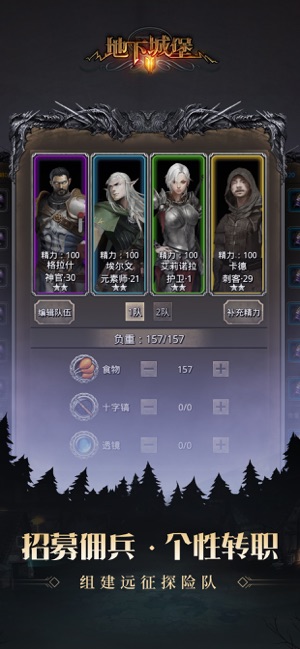 地下城堡
精力：100 精力：100 精力：100 精力：100
格拉什 埃尔文 艾莉诺拉 卡德
神官-30 元素师-21 护卫-1 刺客-29
★★ ★★ ★★ ★★
编辑队伍 1队 2队 补充精力
负重：157/157
食物 — 157 +
十字镐 — 0/0 +
透镜 — 0/0 +
招募佣兵·个性转职
组建远征探险队